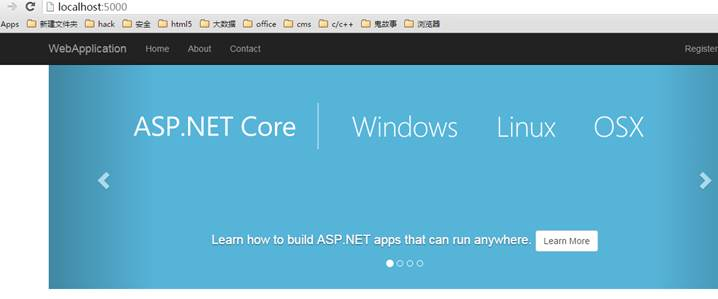 localhost:5000
Apps 新建文件夹 hack 安全 html5 大数据 office cms c/c++ 鬼故事 浏览器
WebApplication Home About Contact Register
ASP.NET Core Windows Linux OSX
Learn how to build ASP.NET apps that can run anywhere. Learn More